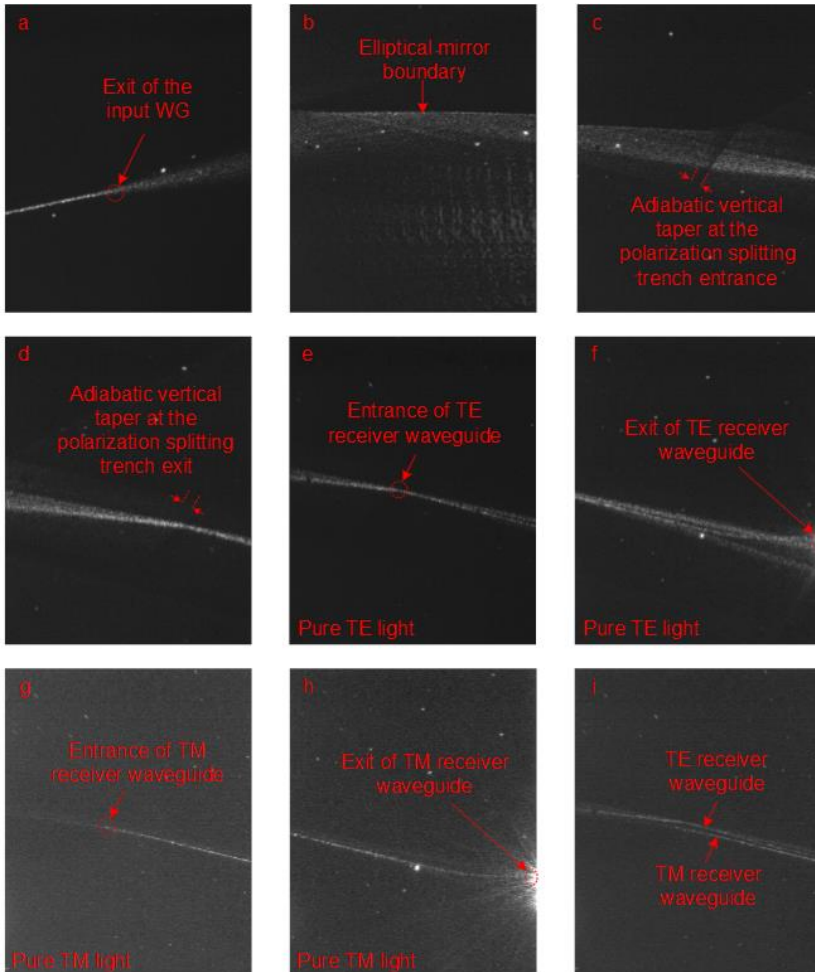 a
Exit of the
input WG
b
Elliptical mirror
boundary
c
Adiabatic vertical
taper at the
polarization splitting
trench entrance
d
Adiabatic vertical
taper at the
polarization splitting
trench exit
e
Entrance of TE
receiver waveguide
Pure TE light
f
Exit of TE receiver
waveguide
Pure TE light
g
Entrance of TM
receiver waveguide
Pure TM light
h
Exit of TM receiver
waveguide
Pure TM light
i
TE receiver
waveguide
TM receiver
waveguide